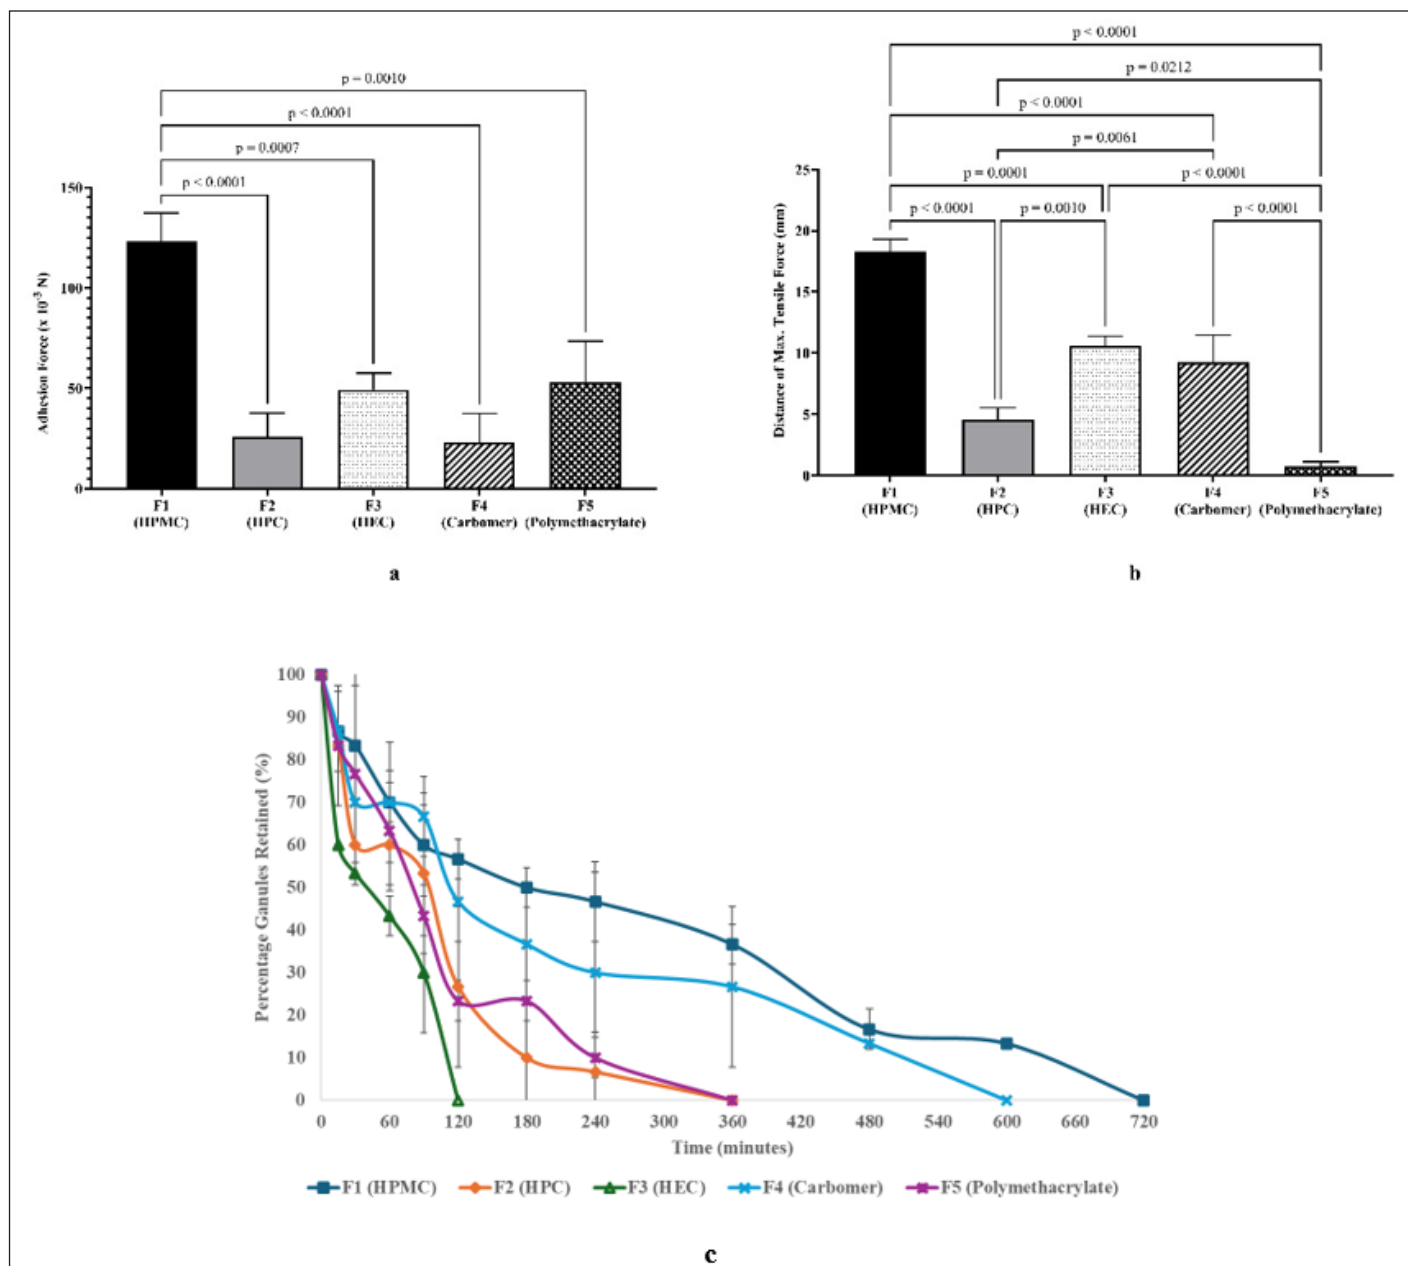 p = 0.0010
p < 0.0001
p = 0.0007
p < 0.0001
150
100
50
0
Adhesion Force (x 10⁻³ N)
F1 F2 F3 F4 F5
(HPMC) (HPC) (HEC) (Carbomer) (Polymethacrylate)
a
p < 0.0001
p = 0.0212
p < 0.0001
p = 0.0061
p = 0.0001 p < 0.0001
p < 0.0001 p = 0.0010 p < 0.0001
25
20
15
10
5
0
Distance of Max. Tensile Force (mm)
F1 F2 F3 F4 F5
(HPMC) (HPC) (HEC) (Carbomer) (Polymethacrylate)
b
100
90
80
70
60
50
40
30
20
10
0
Percentage Ganules Retained (%)
0 60 120 180 240 300 360 420 480 540 600 660 720
Time (minutes)
F1 (HPMC) F2 (HPC) F3 (HEC) F4 (Carbomer) F5 (Polymethacrylate)
c